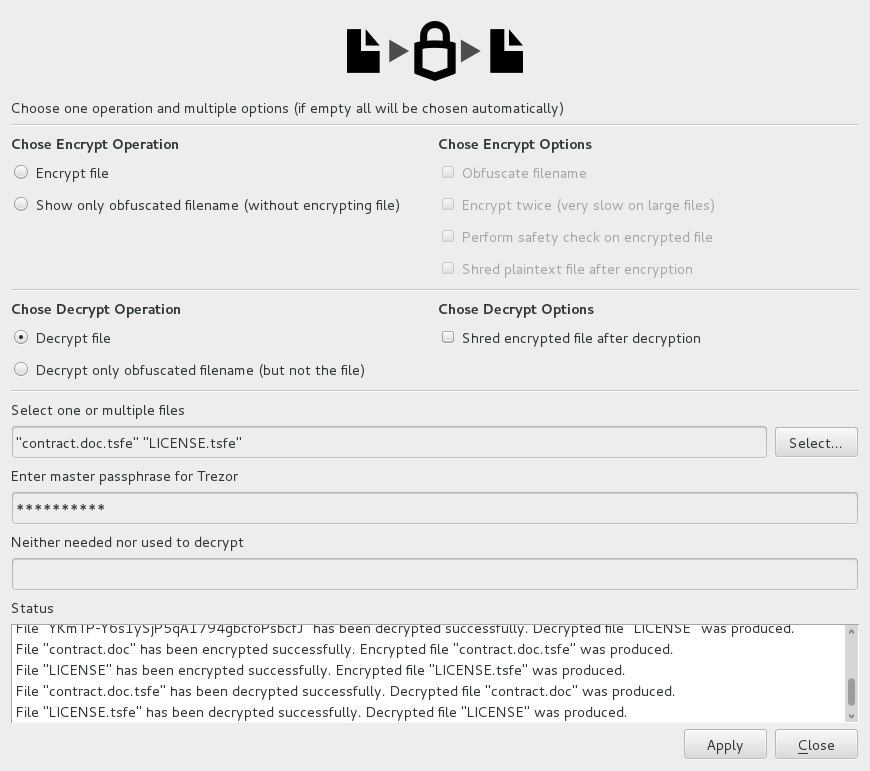 Choose one operation and multiple options (if empty all will be chosen automatically)
Chose Encrypt Operation
Encrypt file
Show only obfuscated filename (without encrypting file)
Chose Encrypt Options
Obfuscate filename
Encrypt twice (very slow on large files)
Perform safety check on encrypted file
Shred plaintext file after encryption
Chose Decrypt Operation
Decrypt file
Decrypt only obfuscated filename (but not the file)
Chose Decrypt Options
Shred encrypted file after decryption
Select one or multiple files
"contract.doc.tsfe" "LICENSE.tsfe"
Select...
Enter master passphrase for Trezor
**********
Neither needed nor used to decrypt
Status
File has been decrypted successfully. Decrypted file "LICENSE" was produced.
File "contract.doc" has been encrypted successfully. Encrypted file "contract.doc.tsfe" was produced.
File "LICENSE" has been encrypted successfully. Encrypted file "LICENSE.tsfe" was produced.
File "contract.doc.tsfe" has been decrypted successfully. Decrypted file "contract.doc" was produced.
File "LICENSE.tsfe" has been decrypted successfully. Decrypted file "LICENSE" was produced.
Apply
Close